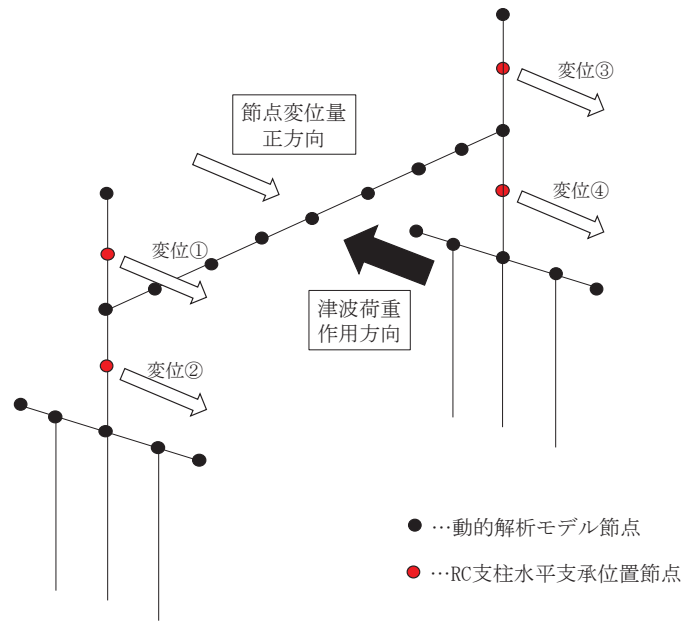 変位③
節点変位量
正方向
変位④
変位①
津波荷重
作用方向
変位②
●…動的解析モデル節点
●…RC支柱水平支承位置節点